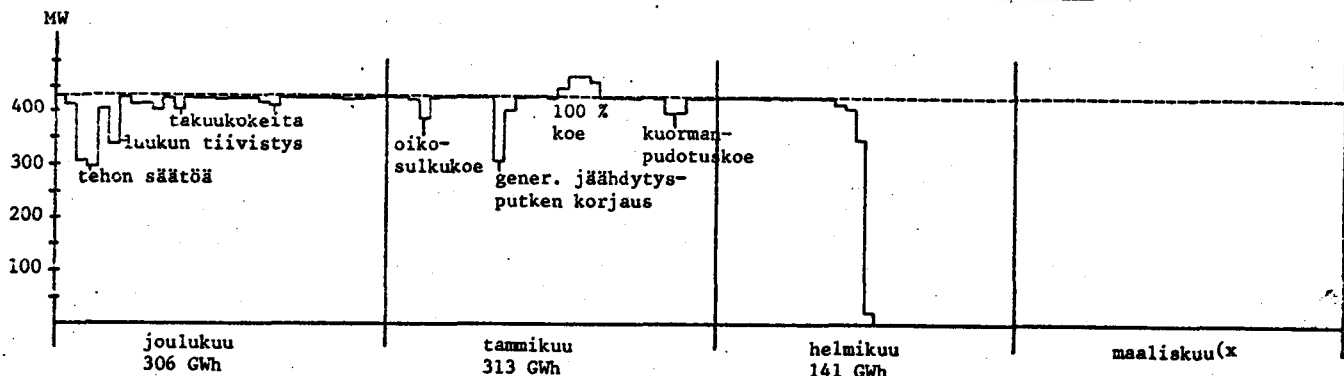 MW
400
300
200
100
takuukokeita
luukun tiivistys
tehon säätöä
oiko-
sulkukoe
gener. jäähdytys-
putken korjaus
100 %
koe
kuorman-
pudotuskoe
joulukuu
306 GWh
tammikuu
313 GWh
helmikuu
141 GWh
maaliskuu(x